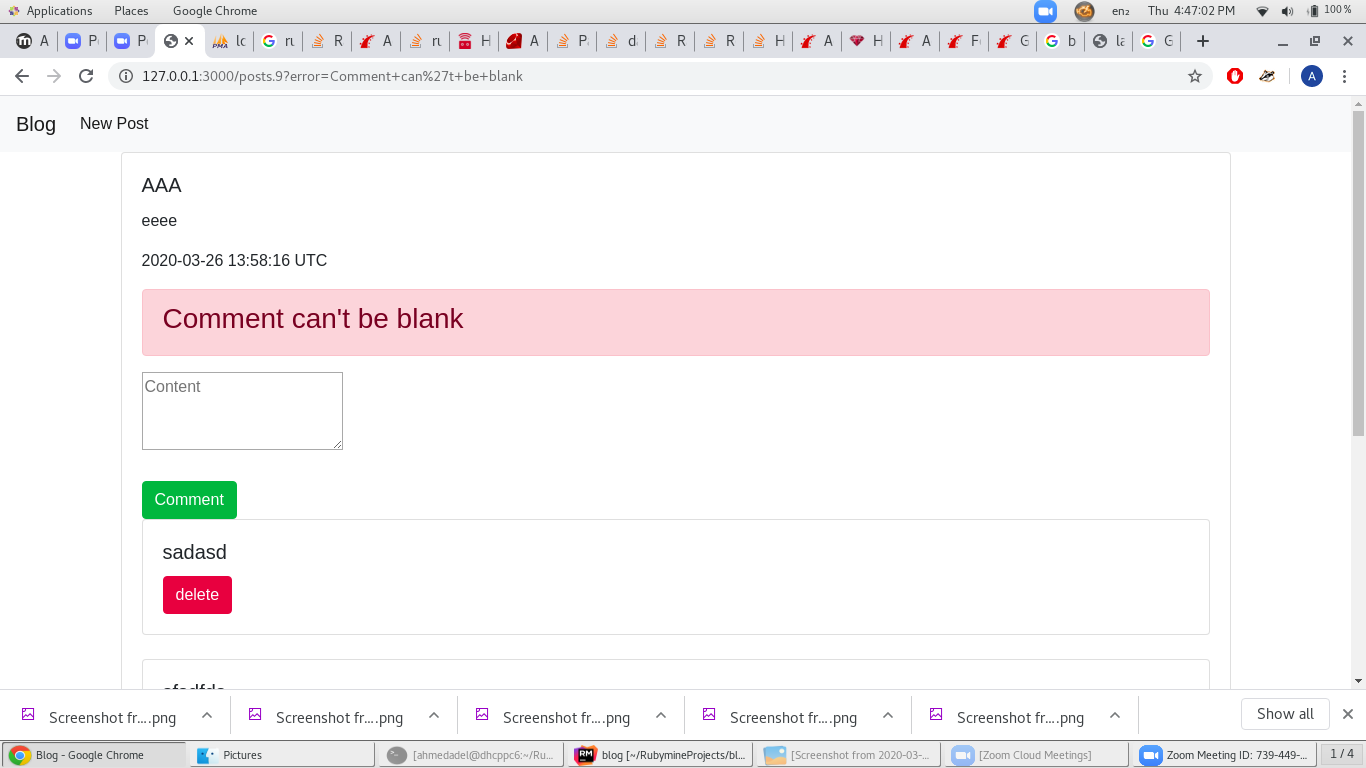 Applications Places Google Chrome en₂ Thu 4:47:02 PM 100 %
A P P lc ru R A ru H A P d R R H A H A F G b la G
127.0.0.1:3000/posts.9?error=Comment+can%27t+be+blank A
Blog New Post
AAA
eeee
2020-03-26 13:58:16 UTC
Comment can't be blank
Content
Comment
sadasd
delete
Screenshot fr....png Screenshot fr....png Screenshot fr....png Screenshot fr....png Screenshot fr....png Show all
Blog - Google Chrome Pictures [ahmedadel@dhcppc6:~/Ru... blog [~/RubymineProjects/bl... [Screenshot from 2020-03-... [Zoom Cloud Meetings] Zoom Meeting ID: 739-449-... 1 / 4